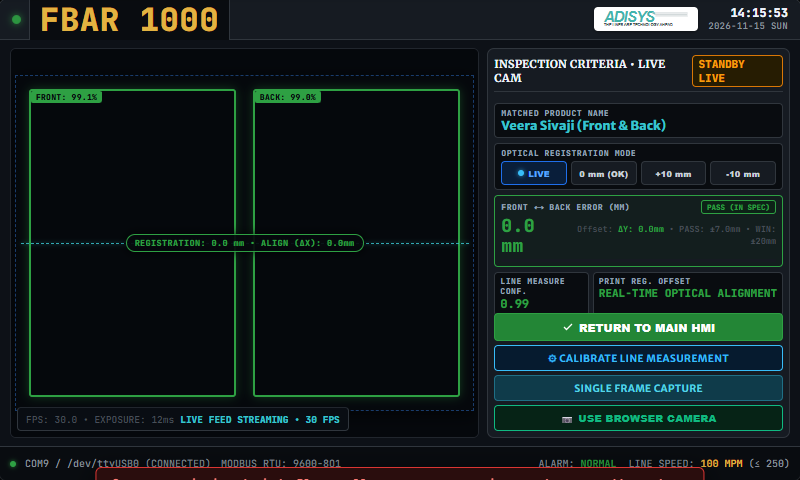 FBAR 1000
ADISYS
14:15:53
2026-11-15 SUN
FRONT: 99.1%
BACK: 99.0%
REGISTRATION: 0.0 mm • ALIGN (ΔX): 0.0mm
FPS: 30.0 • EXPOSURE: 12ms LIVE FEED STREAMING • 30 FPS
INSPECTION CRITERIA • LIVE
CAM
STANDBY
LIVE
MATCHED PRODUCT NAME
Veera Sivaji (Front & Back)
OPTICAL REGISTRATION MODE
LIVE
0 mm (OK)
+10 mm
-10 mm
FRONT ↔ BACK ERROR (MM)
PASS (IN SPEC)
0.0
mm
Offset: ΔY: 0.0mm • PASS: ±7.0mm • WIN:
±20mm
LINE MEASURE
CONF.
0.99
PRINT REG. OFFSET
REAL-TIME OPTICAL ALIGNMENT
✓ RETURN TO MAIN HMI
⚙ CALIBRATE LINE MEASUREMENT
SINGLE FRAME CAPTURE
USE BROWSER CAMERA
COM9 / /dev/ttyUSB0 (CONNECTED) MODBUS RTU: 9600-8O1
ALARM: NORMAL LINE SPEED: 100 MPM (≤ 250)